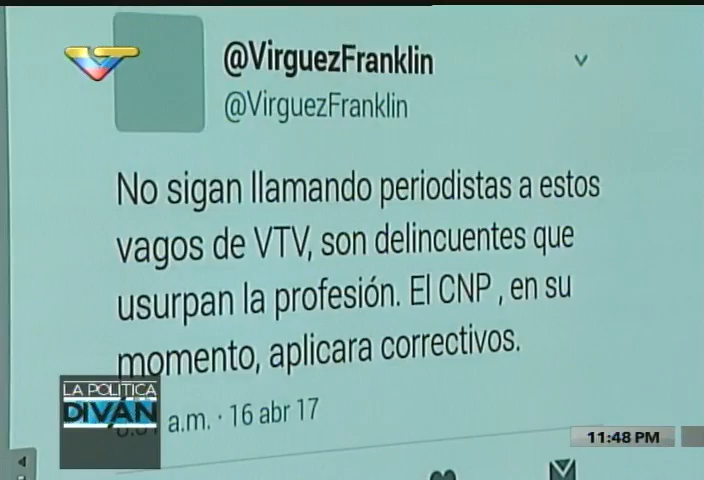 @VirguezFranklin
@VirguezFranklin
No sigan llamando periodistas a estos
vagos de VTV, son delincuentes que
usurpan la profesión. El CNP , en su
momento, aplicara correctivos.
a.m. · 16 abr 17
LA POLÍTICA
DIVÁN
11:48 PM